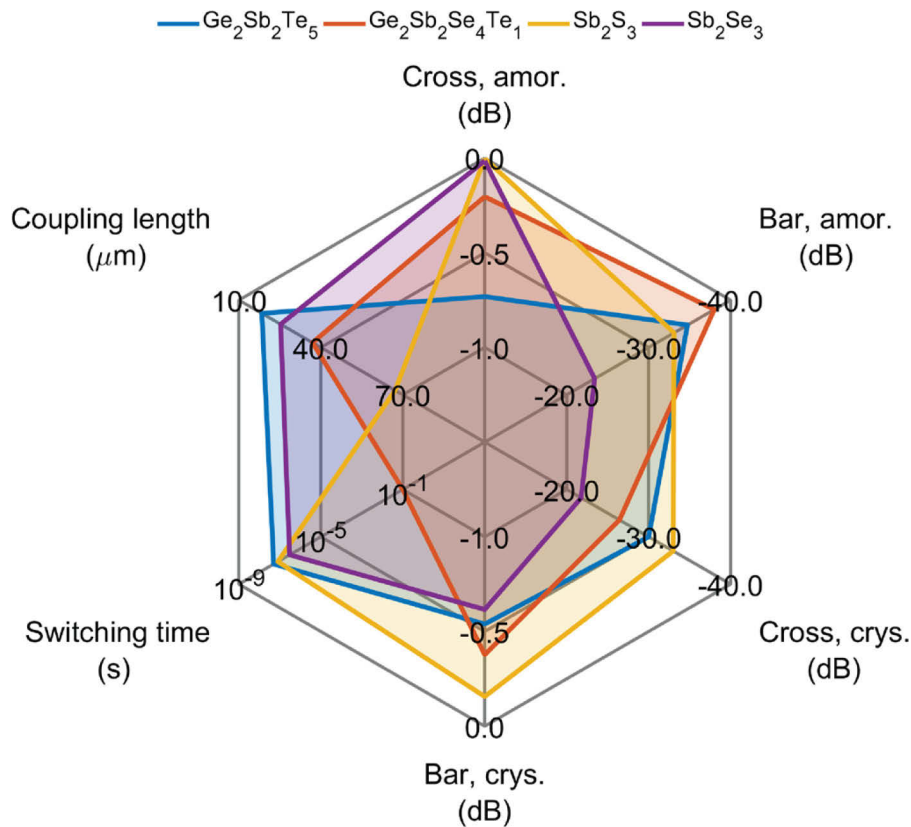 Ge₂Sb₂Te₅ Ge₂Sb₂Se₄Te₁ Sb₂S₃ Sb₂Se₃
Cross, amor.
(dB)
0.0
Coupling length
(μm)
Bar, amor.
(dB)
-0.5
10.0
-40.0
40.0
-1.0
-30.0
70.0
-20.0
10⁻¹
-20.0
10⁻⁵
-1.0
-30.0
10⁻⁹
-40.0
Switching time
(s)
-0.5
Cross, crys.
(dB)
0.0
Bar, crys.
(dB)